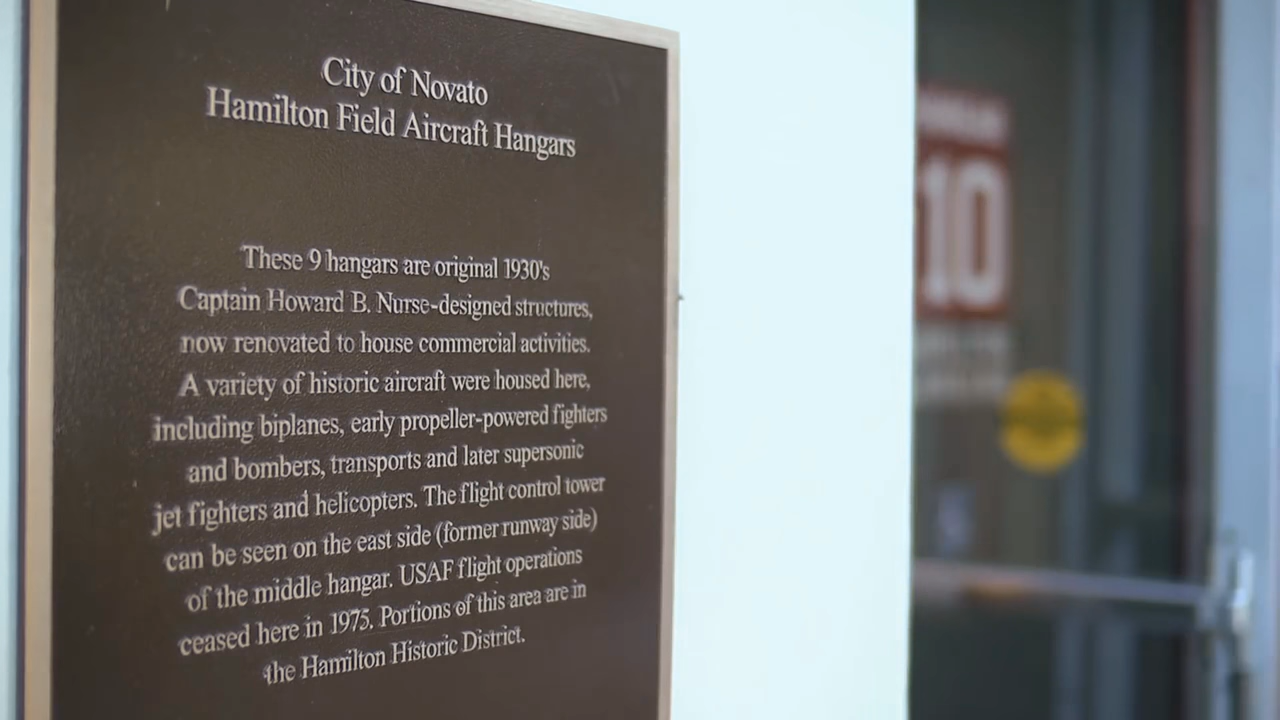 City of Novato
Hamilton Field Aircraft Hangars
These 9 hangars are original 1930's
Captain Howard B. Nurse-designed structures,
now renovated to house commercial activities.
A variety of historic aircraft were housed here,
including biplanes, early propeller-powered fighters
and bombers, transports and later supersonic
jet fighters and helicopters. The flight control tower
can be seen on the east side (former runway side)
of the middle hangar. USAF flight operations
ceased here in 1975. Portions of this area are in
the Hamilton Historic District.
10